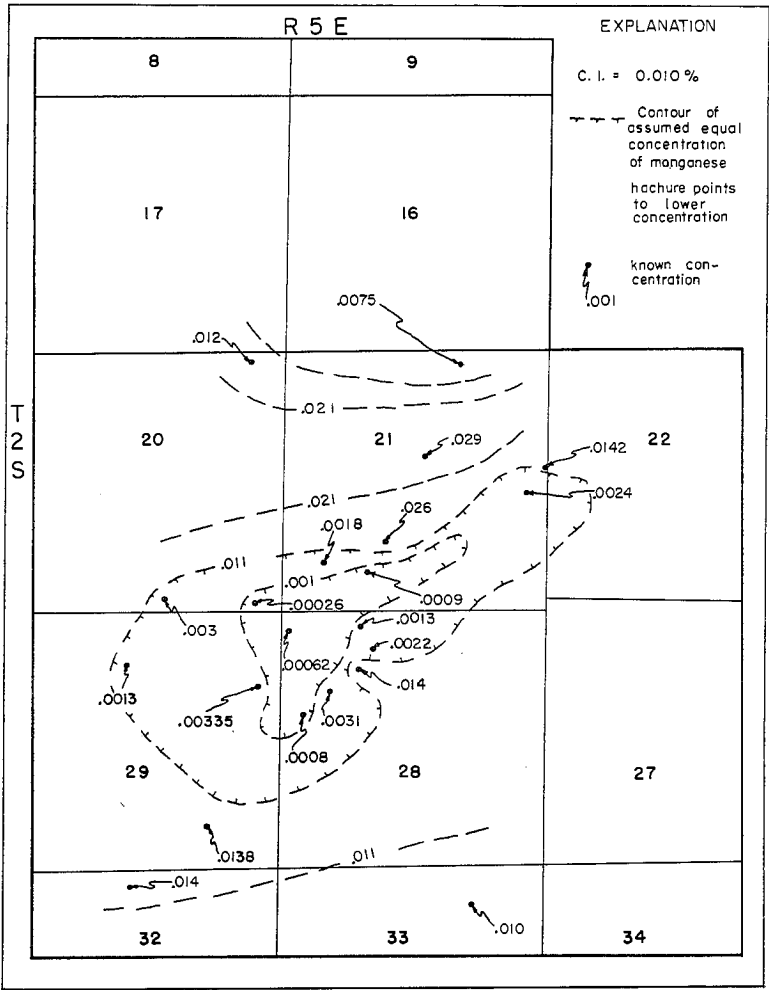 R 5 E
EXPLANATION
8
9
C. I. = 0.010%
Contour of
assumed equal
concentration
of manganese
hachure points
to lower
concentration
17
16
known con-
centration
.001
.0075
.012
.021
T
2
S
20
21
22
.029
.0142
.0024
.021
.026
.0018
.011
.001
.0009
.00026
.003
.0013
.0022
.00062
.014
.0013
.00335
.0031
.0008
29
28
27
.0138
.011
.014
.010
32
33
34